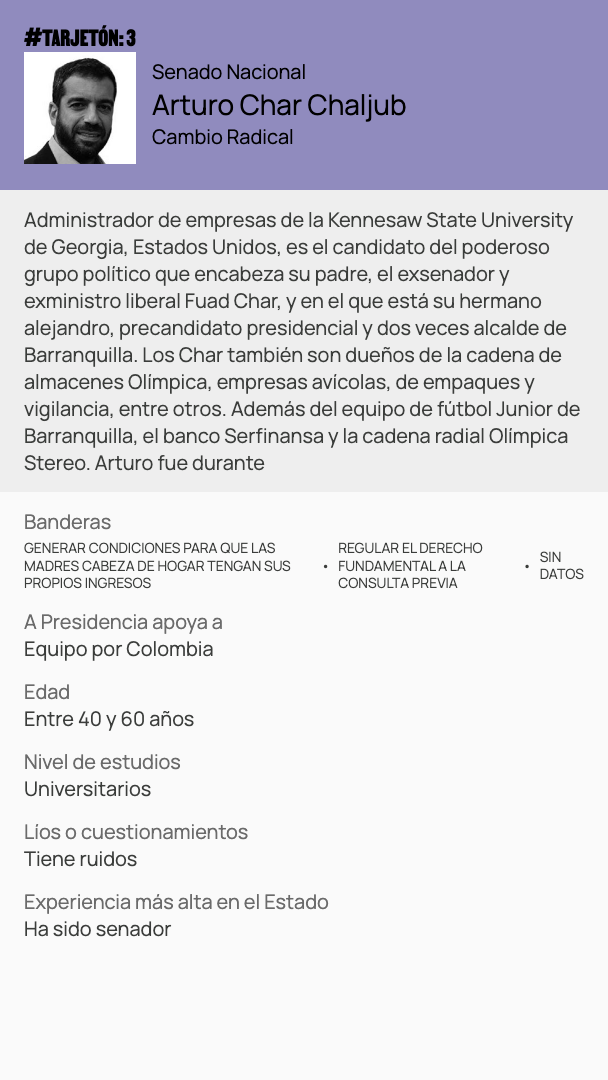 #TARJETÓN: 3
Senado Nacional
Arturo Char Chaljub
Cambio Radical
Administrador de empresas de la Kennesaw State University
de Georgia, Estados Unidos, es el candidato del poderoso
grupo político que encabeza su padre, el exsenador y
exministro liberal Fuad Char, y en el que está su hermano
alejandro, precandidato presidencial y dos veces alcalde de
Barranquilla. Los Char también son dueños de la cadena de
almacenes Olímpica, empresas avícolas, de empaques y
vigilancia, entre otros. Además del equipo de fútbol Junior de
Barranquilla, el banco Serfinansa y la cadena radial Olímpica
Stereo. Arturo fue durante
Banderas
GENERAR CONDICIONES PARA QUE LAS
MADRES CABEZA DE HOGAR TENGAN SUS
PROPIOS INGRESOS
• REGULAR EL DERECHO
FUNDAMENTAL A LA
CONSULTA PREVIA
• SIN
DATOS
A Presidencia apoya a
Equipo por Colombia
Edad
Entre 40 y 60 años
Nivel de estudios
Universitarios
Líos o cuestionamientos
Tiene ruidos
Experiencia más alta en el Estado
Ha sido senador